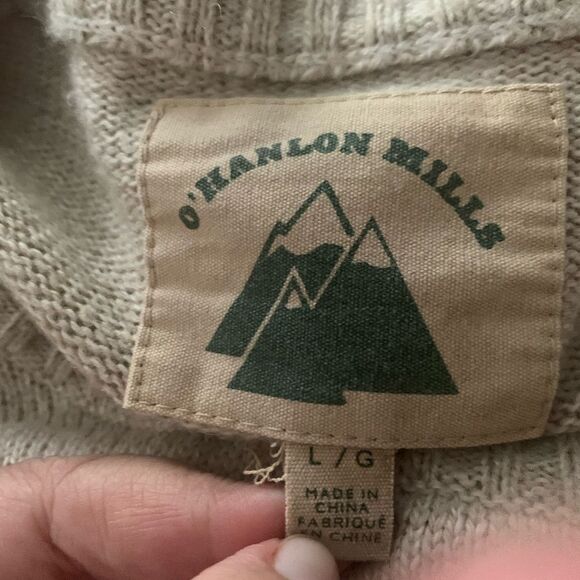 O'HANLON MILLS
L / G
MADE IN
CHINA
FABRIQUÉ
EN CHINE